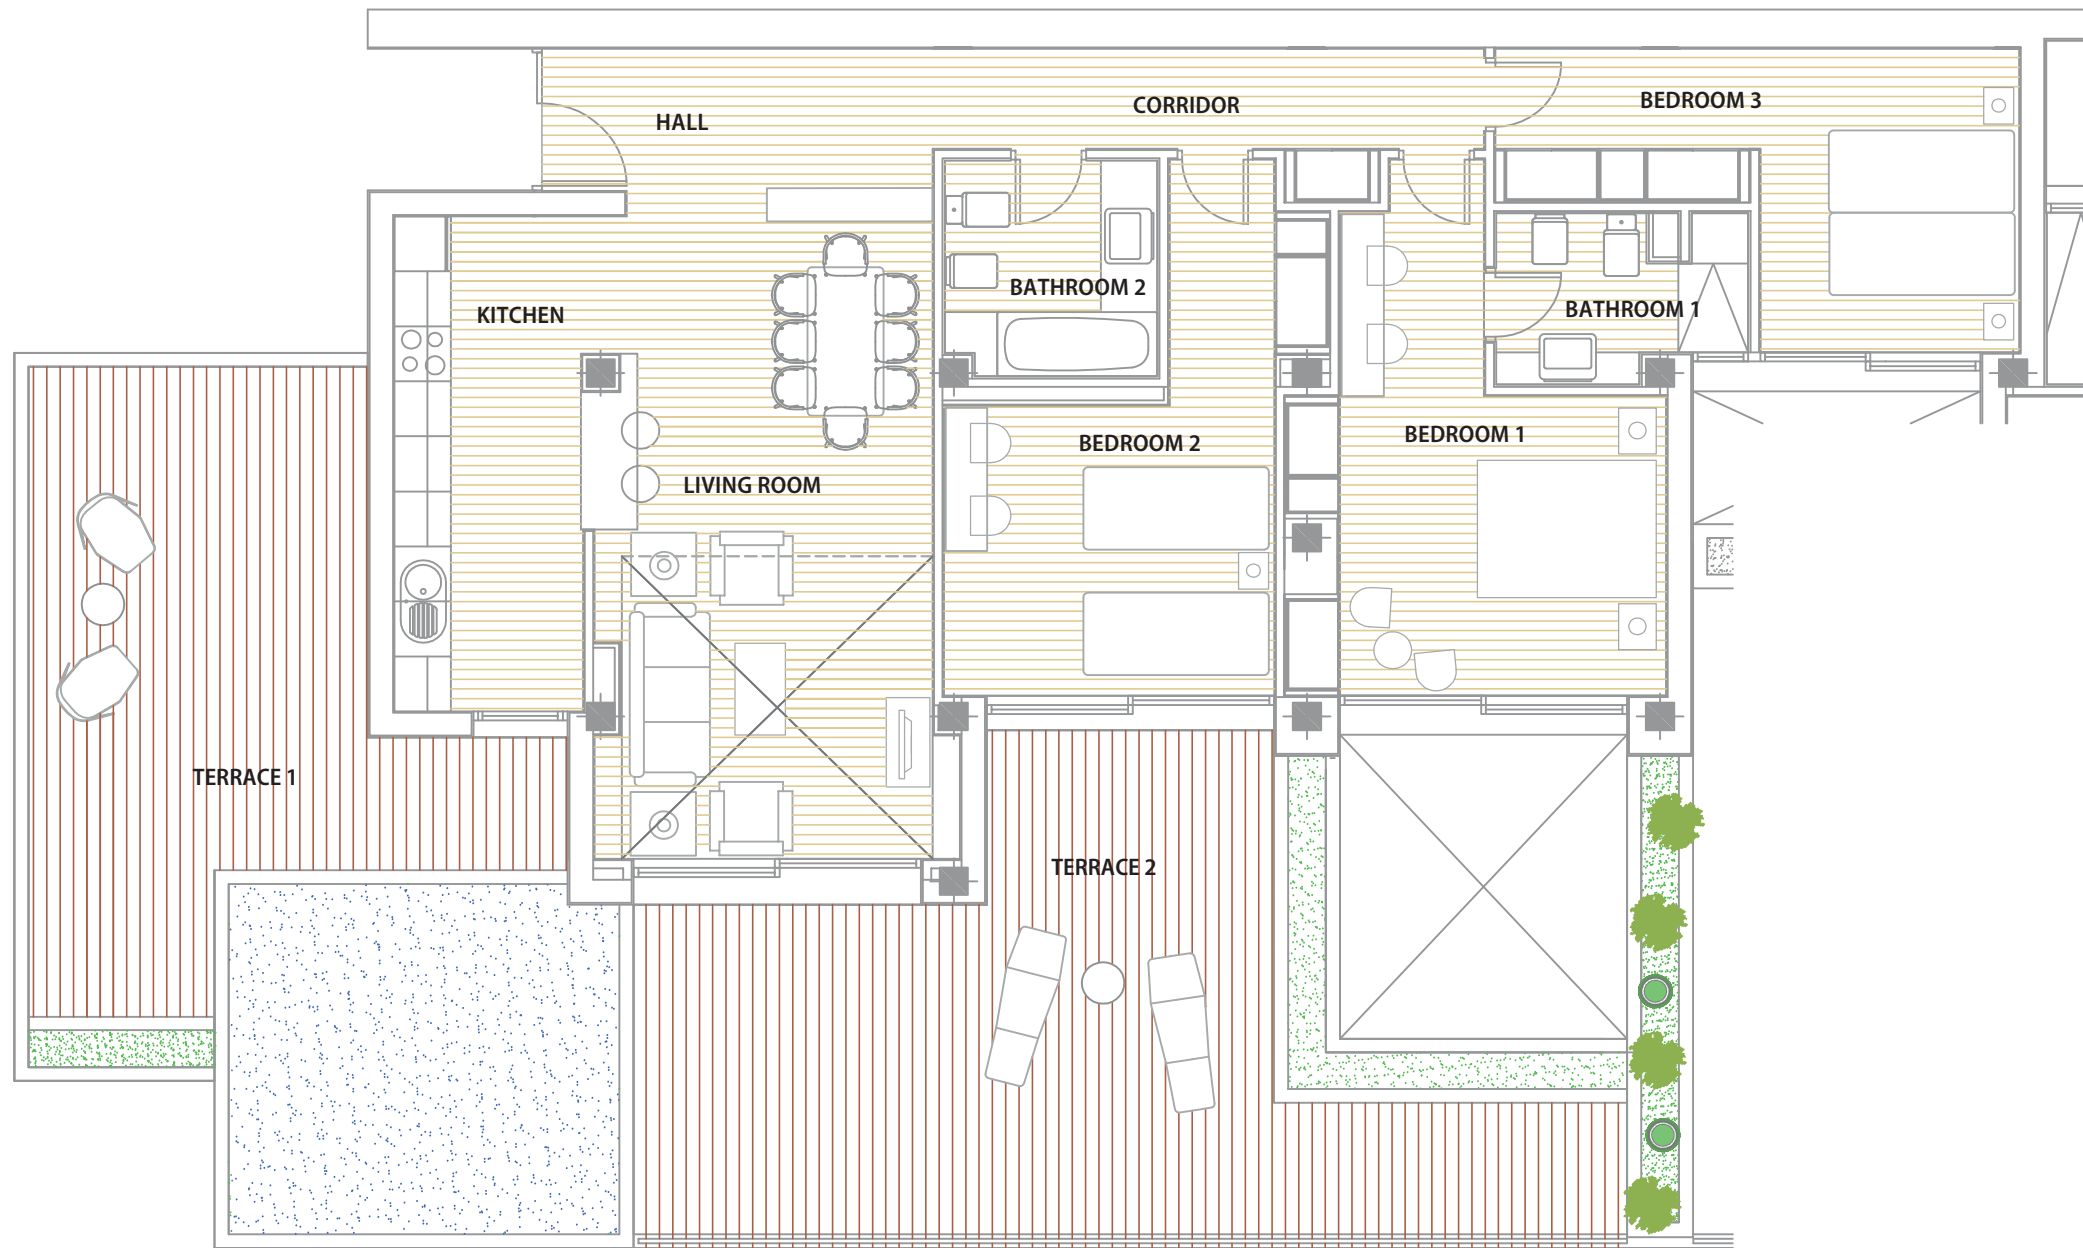 BEDROOM 3
CORRIDOR
HALL
BATHROOM 2
BATHROOM 1
KITCHEN
BEDROOM 1
BEDROOM 2
LIVING ROOM
TERRACE 1
TERRACE 2